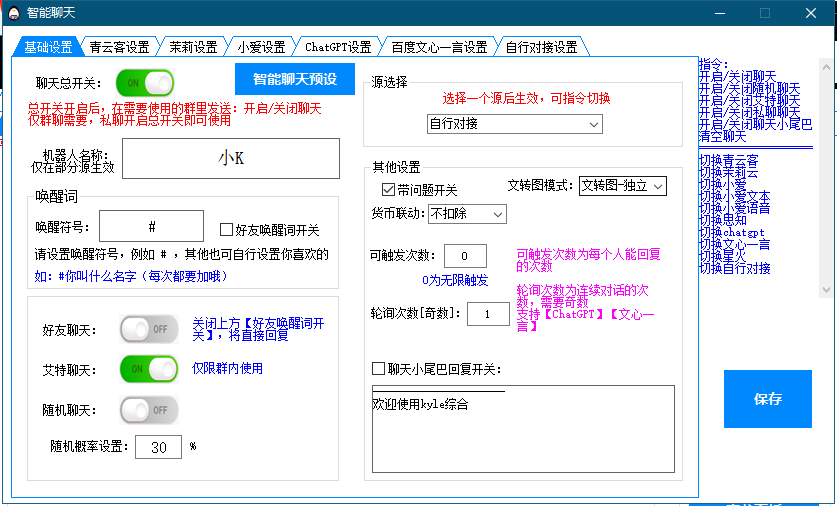 智能聊天
基础设置
青云客设置
茉莉设置
小爱设置
ChatGPT设置
百度文心一言设置
自行对接设置
聊天总开关：
ON
智能聊天预设
总开关开启后，在需要使用的群里发送：开启/关闭聊天
仅群聊需要，私聊开启总开关即可使用
机器人名称：
仅在部分源生效
小K
唤醒词
唤醒符号：
#
好友唤醒词开关
请设置唤醒符号，例如 # ，其他也可自行设置你喜欢的
如：#你叫什么名字（每次都要加哦）
好友聊天：
OFF
关闭上方【好友唤醒词开
关】，将直接回复
艾特聊天：
ON
仅限群内使用
随机聊天：
OFF
随机概率设置：
30
%
源选择
选择一个源后生效，可指令切换
自行对接
其他设置
带问题开关
文转图模式：
文转图-独立
货币联动：
不扣除
可触发次数：
0
0为无限触发
可触发次数为每个人能回复
的次数
轮询次数[奇数]：
1
轮询次数为连续对话的次
数，需要奇数
支持【ChatGPT】【文心一
言】
聊天小尾巴回复开关：
欢迎使用kyle综合
指令：
开启/关闭聊天
开启/关闭随机聊天
开启/关闭艾特聊天
开启/关闭私聊聊天
开启/关闭聊天小尾巴
清空聊天
切换青云客
切换茉莉云
切换小爱
切换小爱文本
切换小爱语音
切换思知
切换chatgpt
切换文心一言
切换星火
切换自行对接
保存